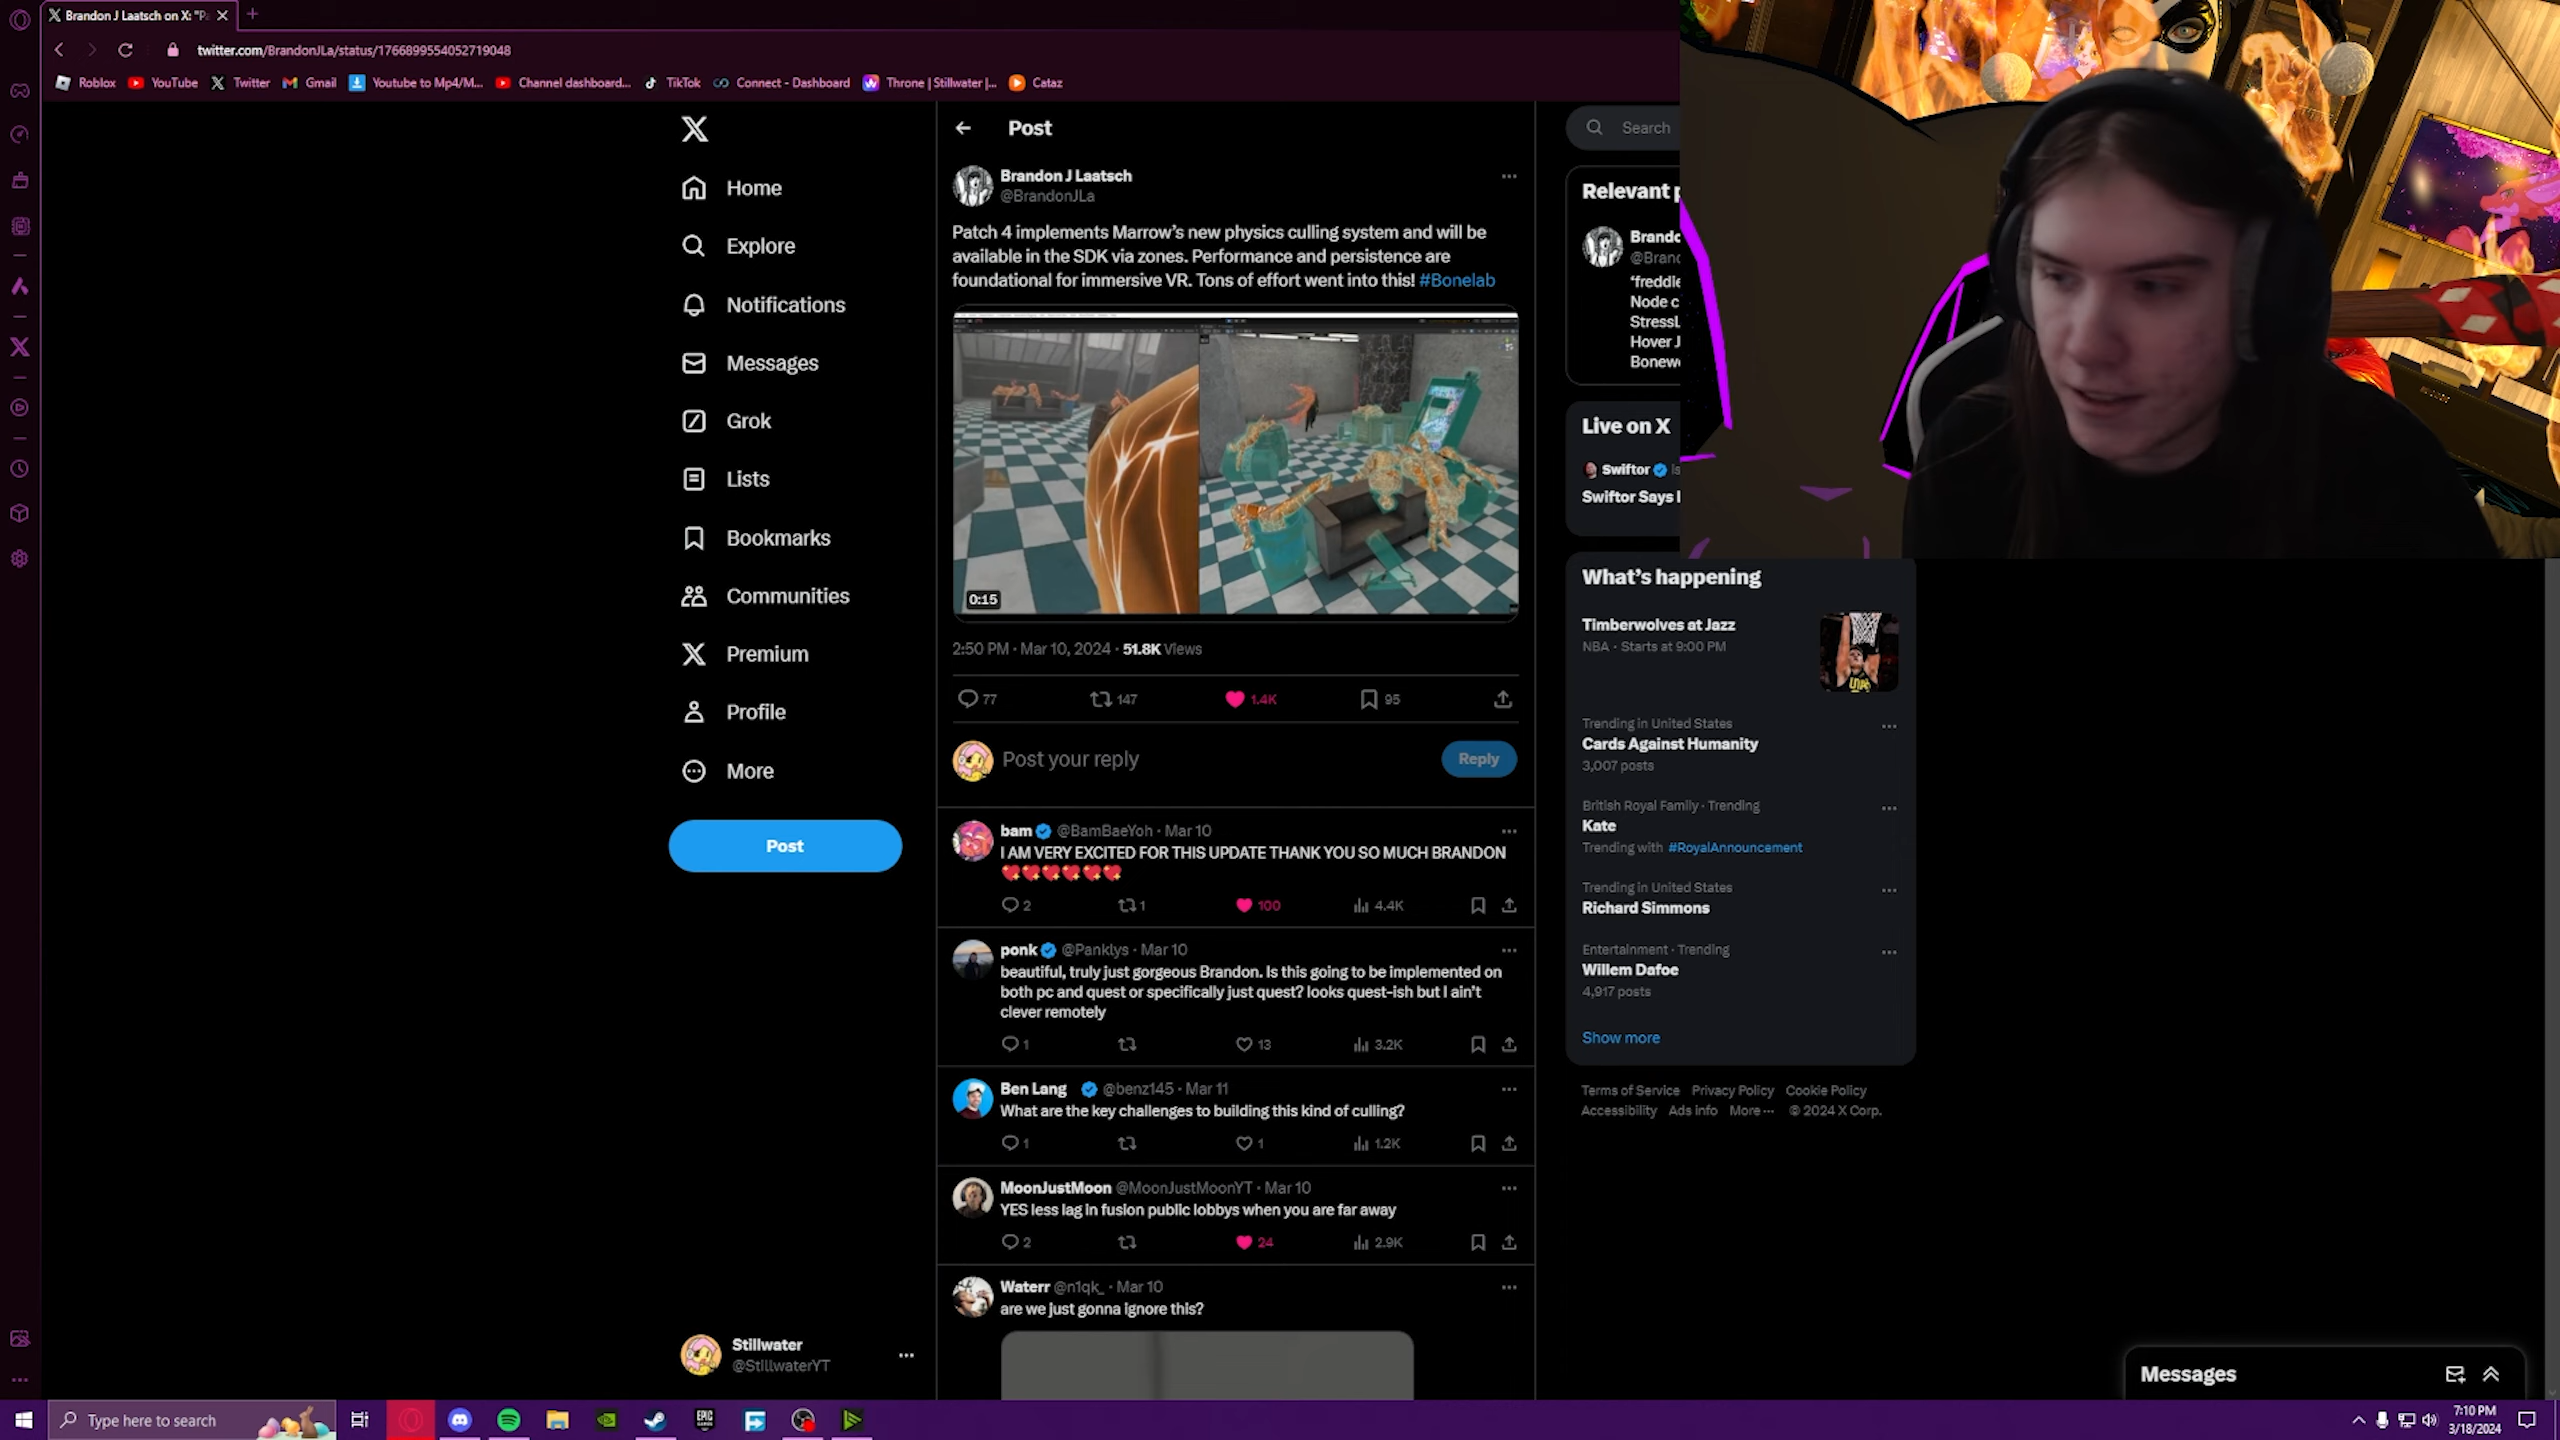 Brandon J Laatsch on X: "Pa
twitter.com/BrandonJLa/status/1766899554052719048
Roblox
YouTube
Twitter
Gmail
Youtube to Mp4/M...
Channel dashboard...
TikTok
Connect - Dashboard
Throne | Stillwater |...
Cataz
Home
Explore
Notifications
Messages
Grok
Lists
Bookmarks
Communities
Premium
Profile
More
Post
Stillwater
@StillwaterYT
Post
Brandon J Laatsch
@BrandonJLa
Patch 4 implements Marrow's new physics culling system and will be
available in the SDK via zones. Performance and persistence are
foundational for immersive VR. Tons of effort went into this! #Bonelab
0:15
2:50 PM · Mar 10, 2024 · 51.8K Views
77 147 1.4K 95
Post your reply
Reply
bam @BamBaeYoh · Mar 10
I AM VERY EXCITED FOR THIS UPDATE THANK YOU SO MUCH BRANDON
💖💖💖💖💖💖
2 1 100 4.4K
ponk @Panklys · Mar 10
beautiful, truly just gorgeous Brandon. Is this going to be implemented on
both pc and quest or specifically just quest? looks quest-ish but I ain't
clever remotely
1 13 3.2K
Ben Lang @benz145 · Mar 11
What are the key challenges to building this kind of culling?
1 1 1.2K
MoonJustMoon @MoonJustMoonYT · Mar 10
YES less lag in fusion public lobbys when you are far away
2 24 2.9K
Waterr @n1qk_ · Mar 10
are we just gonna ignore this?
Search
Relevant p
Brando
@Branc
*freddie
Node c
StressL
Hover J
Bonew
Live on X
Swiftor is
Swiftor Says
What's happening
Timberwolves at Jazz
NBA · Starts at 9:00 PM
Trending in United States
Cards Against Humanity
3,007 posts
British Royal Family · Trending
Kate
Trending with #RoyalAnnouncement
Trending in United States
Richard Simmons
Entertainment · Trending
Willem Dafoe
4,917 posts
Show more
Terms of Service Privacy Policy Cookie Policy
Accessibility Ads info More ··· © 2024 X Corp.
Messages
Type here to search
7:10 PM
3/18/2024